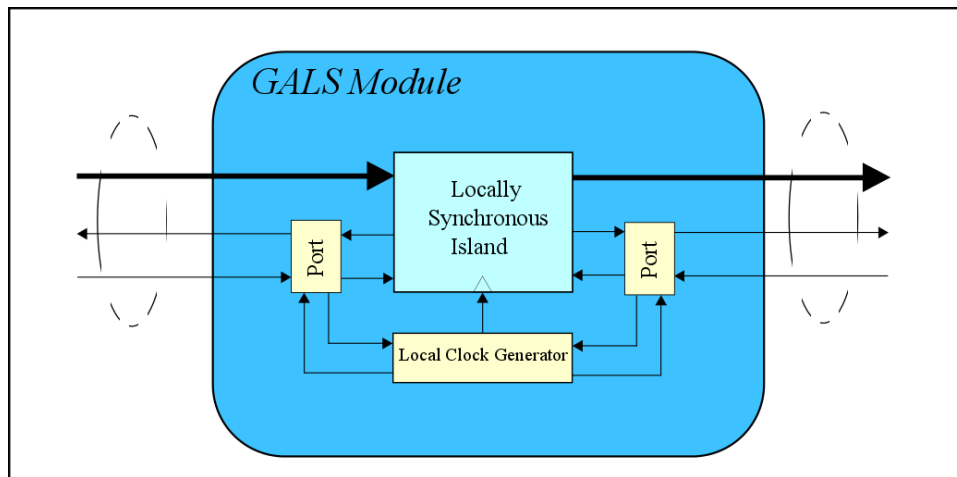 GALS Module
Locally
Synchronous
Island
Port
Port
Local Clock Generator